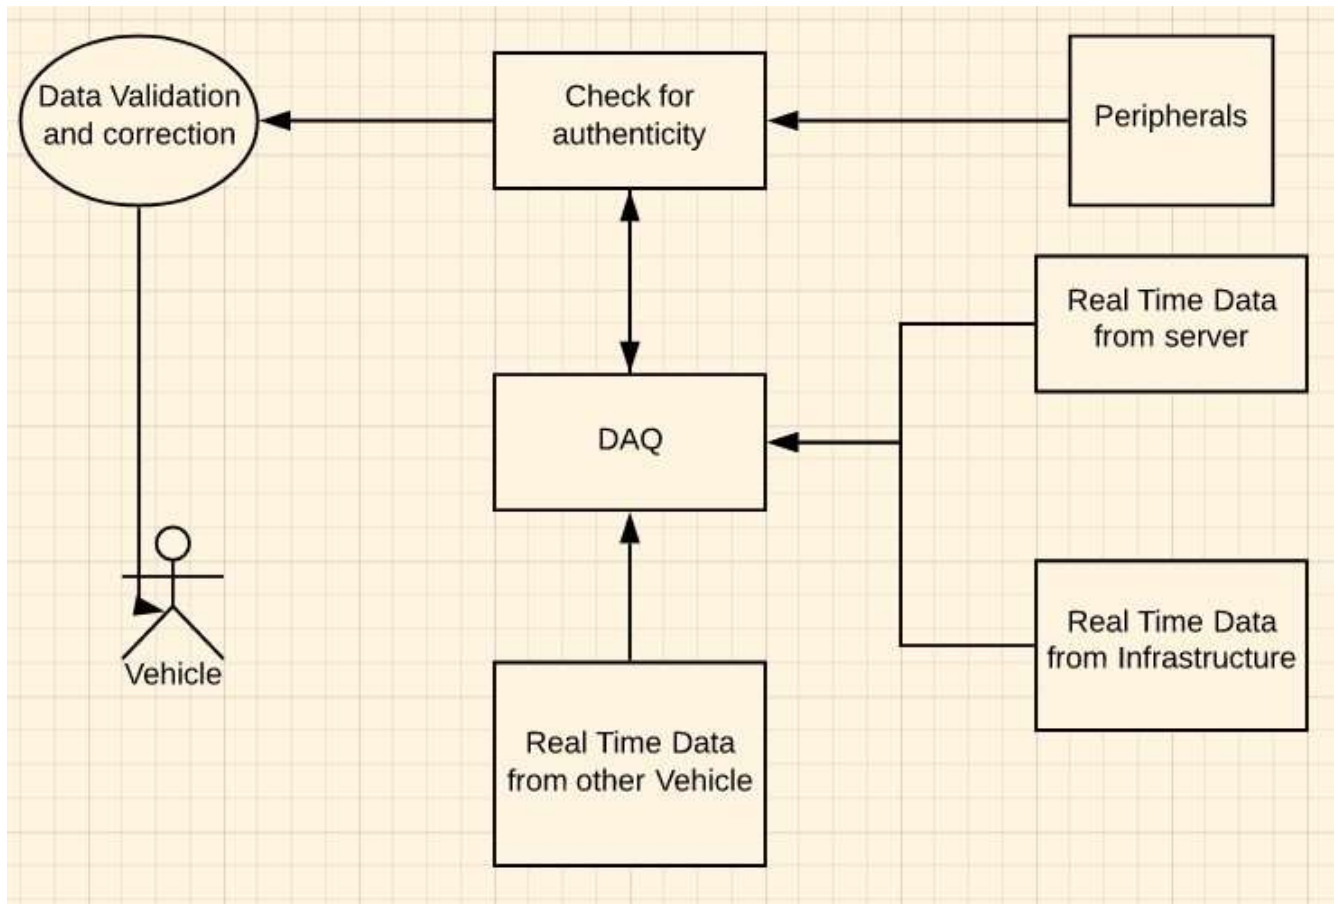 Data Validation
and correction
Check for
authenticity
Peripherals
Real Time Data
from server
DAQ
Real Time Data
from Infrastructure
Vehicle
Real Time Data
from other Vehicle